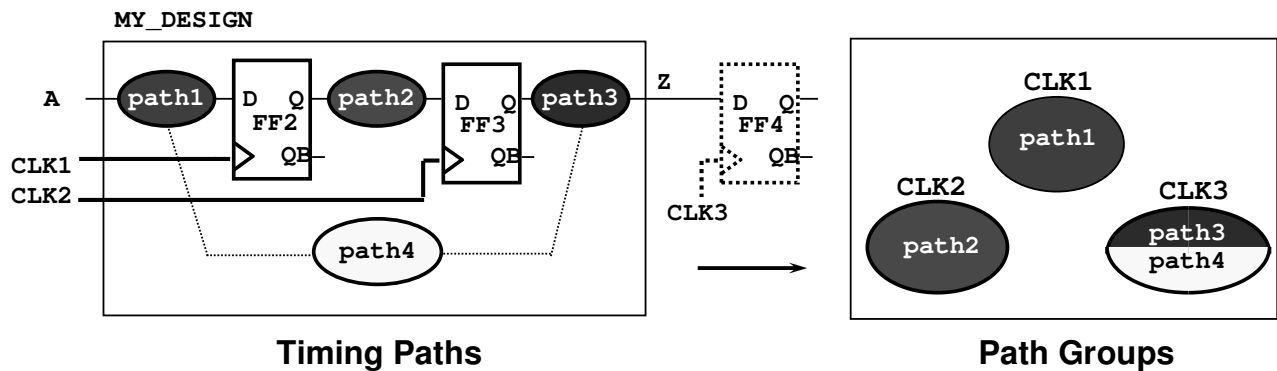 MY_DESIGN
A
path1
D Q
FF2
QB
path2
D Q
FF3
QB
path3
Z
D Q
FF4
QB
CLK1
CLK2
CLK3
path4
Timing Paths
CLK1
path1
CLK2
path2
CLK3
path3
path4
Path Groups